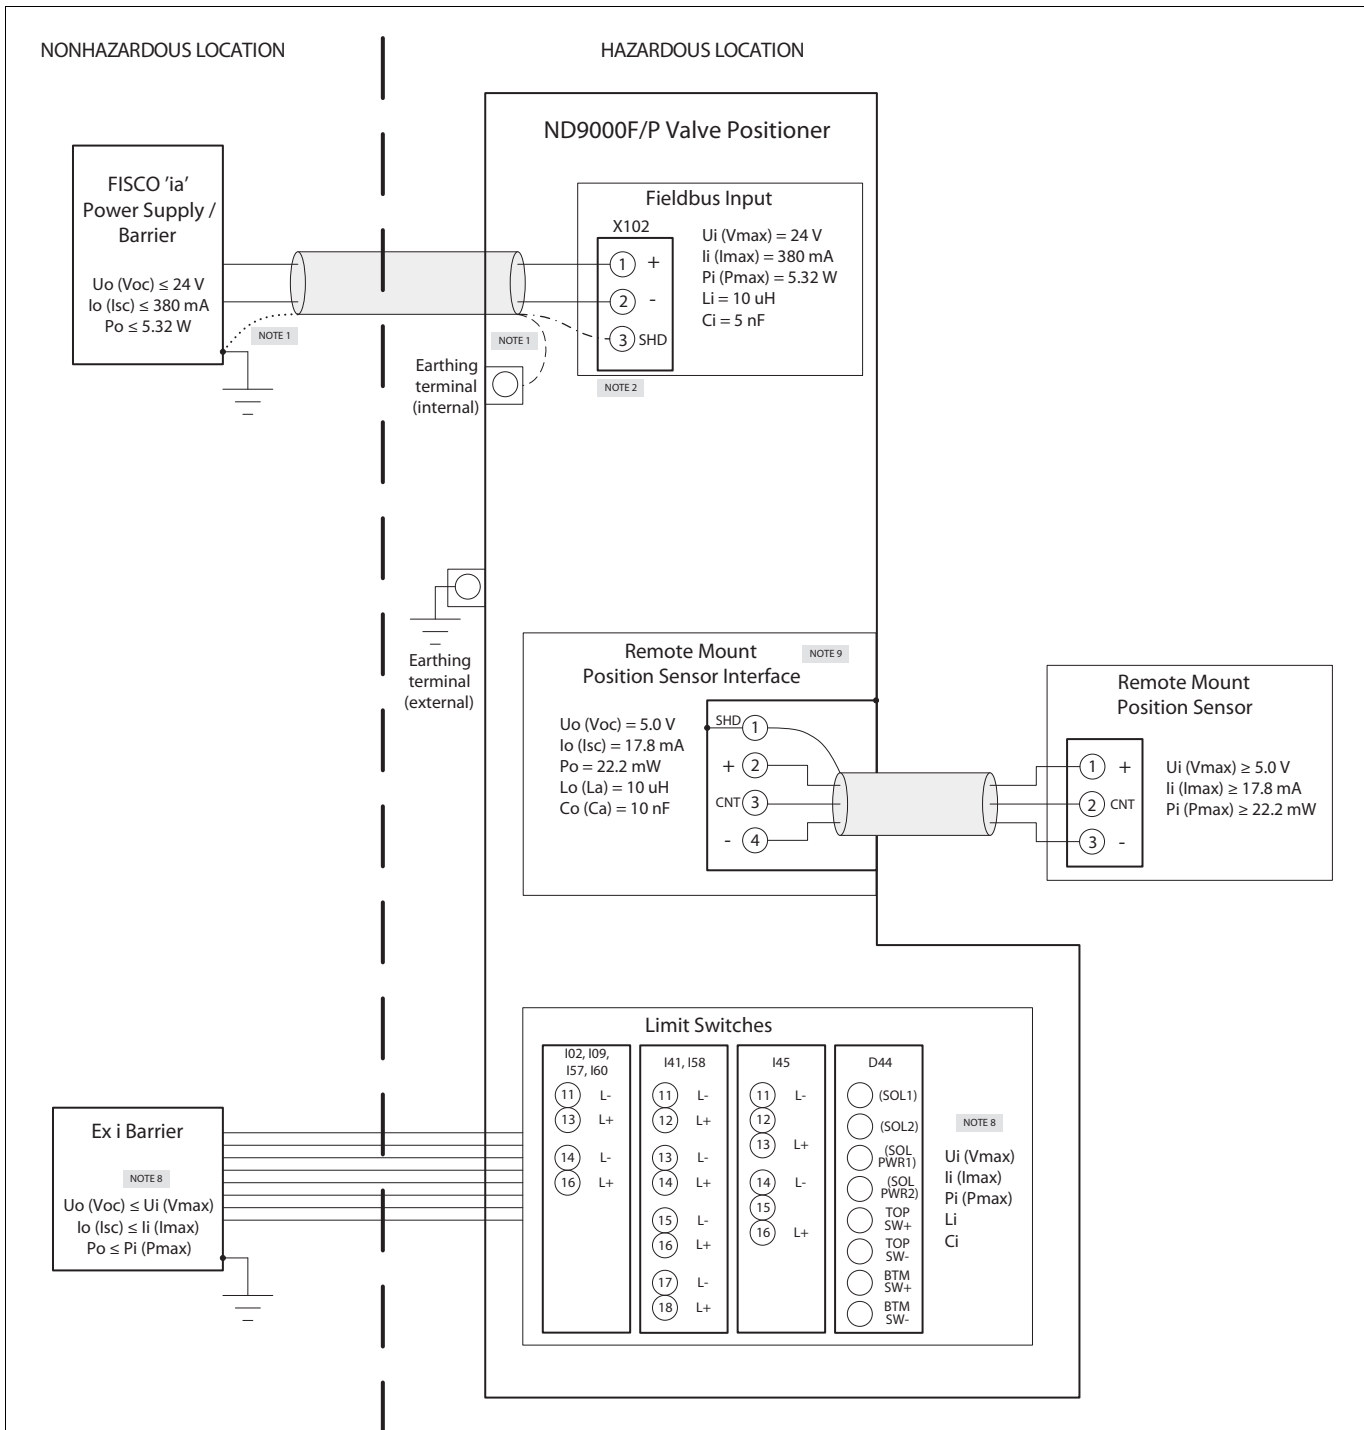 NONHAZARDOUS LOCATION
HAZARDOUS LOCATION
ND9000F/P Valve Positioner
FISCO 'ia'
Power Supply /
Barrier
Uo (Voc) ≤ 24 V
Io (Isc) ≤ 380 mA
Po ≤ 5.32 W
NOTE 1
NOTE 1
Fieldbus Input
X102
1 +
2 -
3 SHD
Ui (Vmax) = 24 V
Ii (Imax) = 380 mA
Pi (Pmax) = 5.32 W
Li = 10 uH
Ci = 5 nF
NOTE 2
Earthing
terminal
(internal)
Earthing
terminal
(external)
Remote Mount
Position Sensor Interface
NOTE 9
Uo (Voc) = 5.0 V
Io (Isc) = 17.8 mA
Po = 22.2 mW
Lo (La) = 10 uH
Co (Ca) = 10 nF
SHD 1
+ 2
CNT 3
- 4
Remote Mount
Position Sensor
1 +
2 CNT
3 -
Ui (Vmax) ≥ 5.0 V
Ii (Imax) ≥ 17.8 mA
Pi (Pmax) ≥ 22.2 mW
Ex i Barrier
NOTE 8
Uo (Voc) ≤ Ui (Vmax)
Io (Isc) ≤ Ii (Imax)
Po ≤ Pi (Pmax)
Limit Switches
I02, I09,
I57, I60
11 L-
13 L+
14 L-
16 L+
I41, I58
11 L-
12 L+
13 L-
14 L+
15 L-
16 L+
17 L-
18 L+
I45
11 L-
12
13 L+
14 L-
15
16 L+
D44
(SOL1)
(SOL2)
(SOL
PWR1)
(SOL
PWR2)
TOP
SW+
TOP
SW-
BTM
SW+
BTM
SW-
NOTE 8
Ui (Vmax)
Ii (Imax)
Pi (Pmax)
Li
Ci